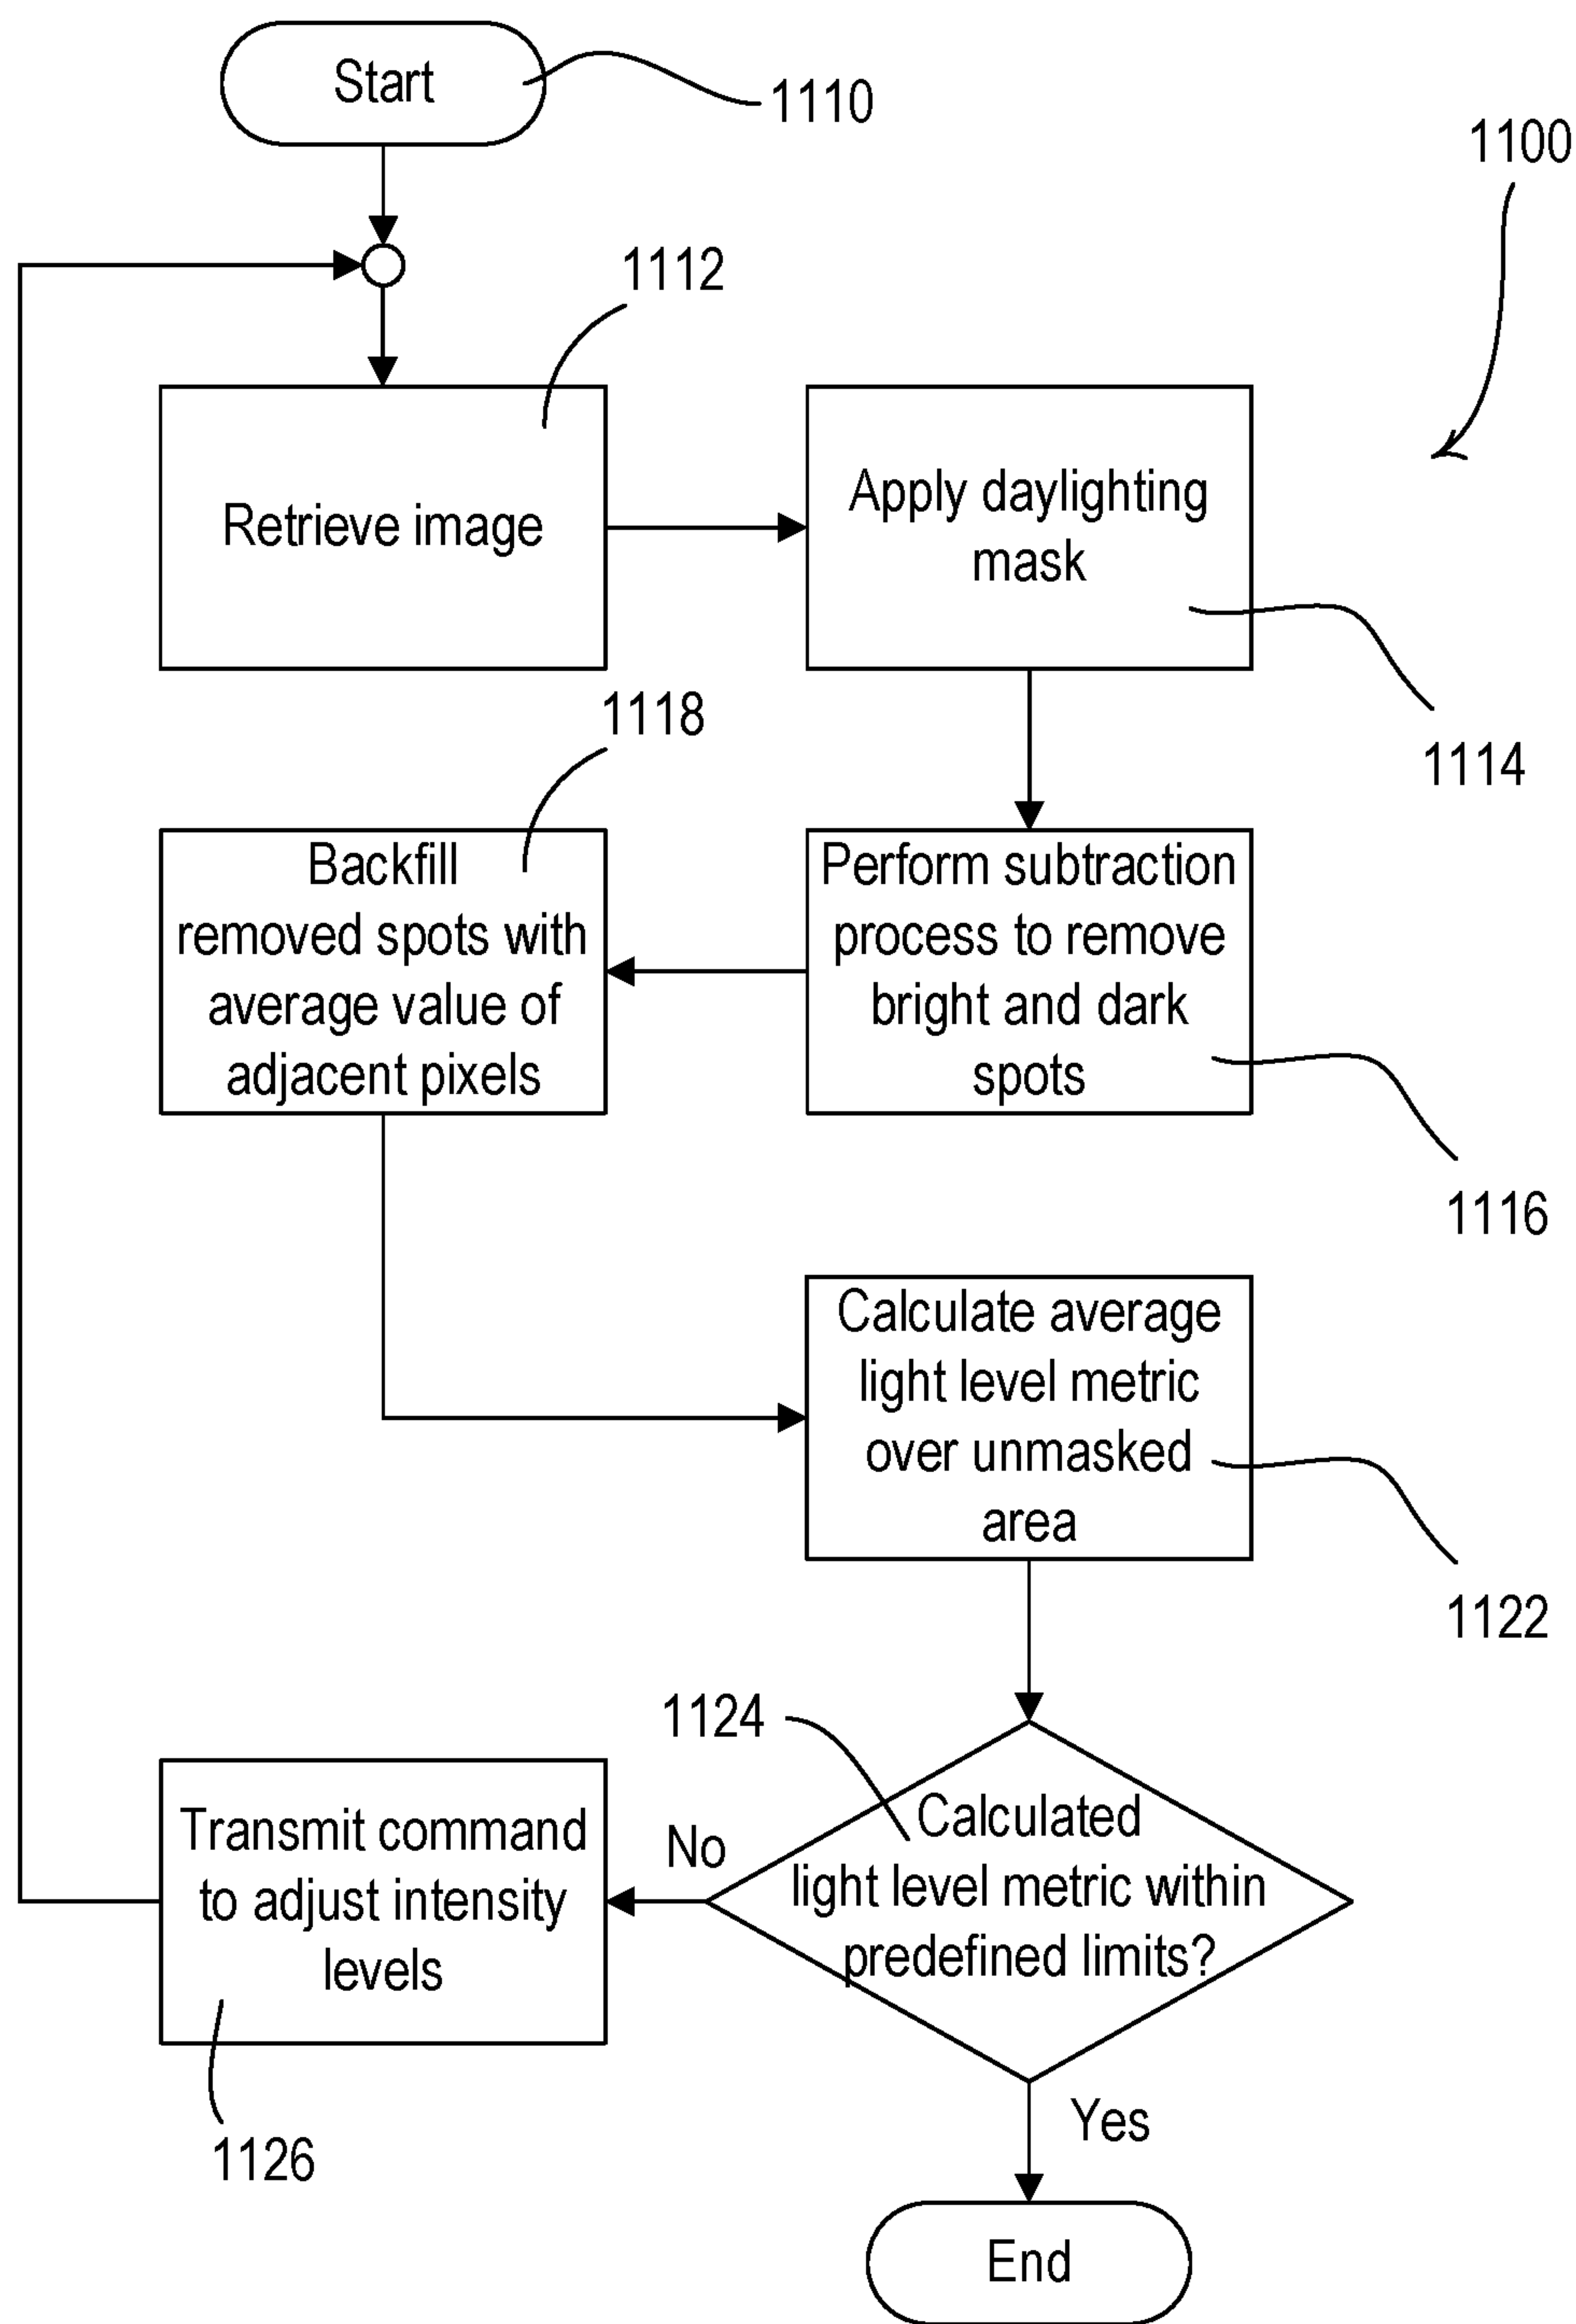 Start
1110
1100
1112
Retrieve image
Apply daylighting
mask
1114
1118
Backfill
removed spots with
average value of
adjacent pixels
Perform subtraction
process to remove
bright and dark
spots
1116
Calculate average
light level metric
over unmasked
area
1122
1124
Calculated
light level metric within
predefined limits?
No
Transmit command
to adjust intensity
levels
1126
Yes
End